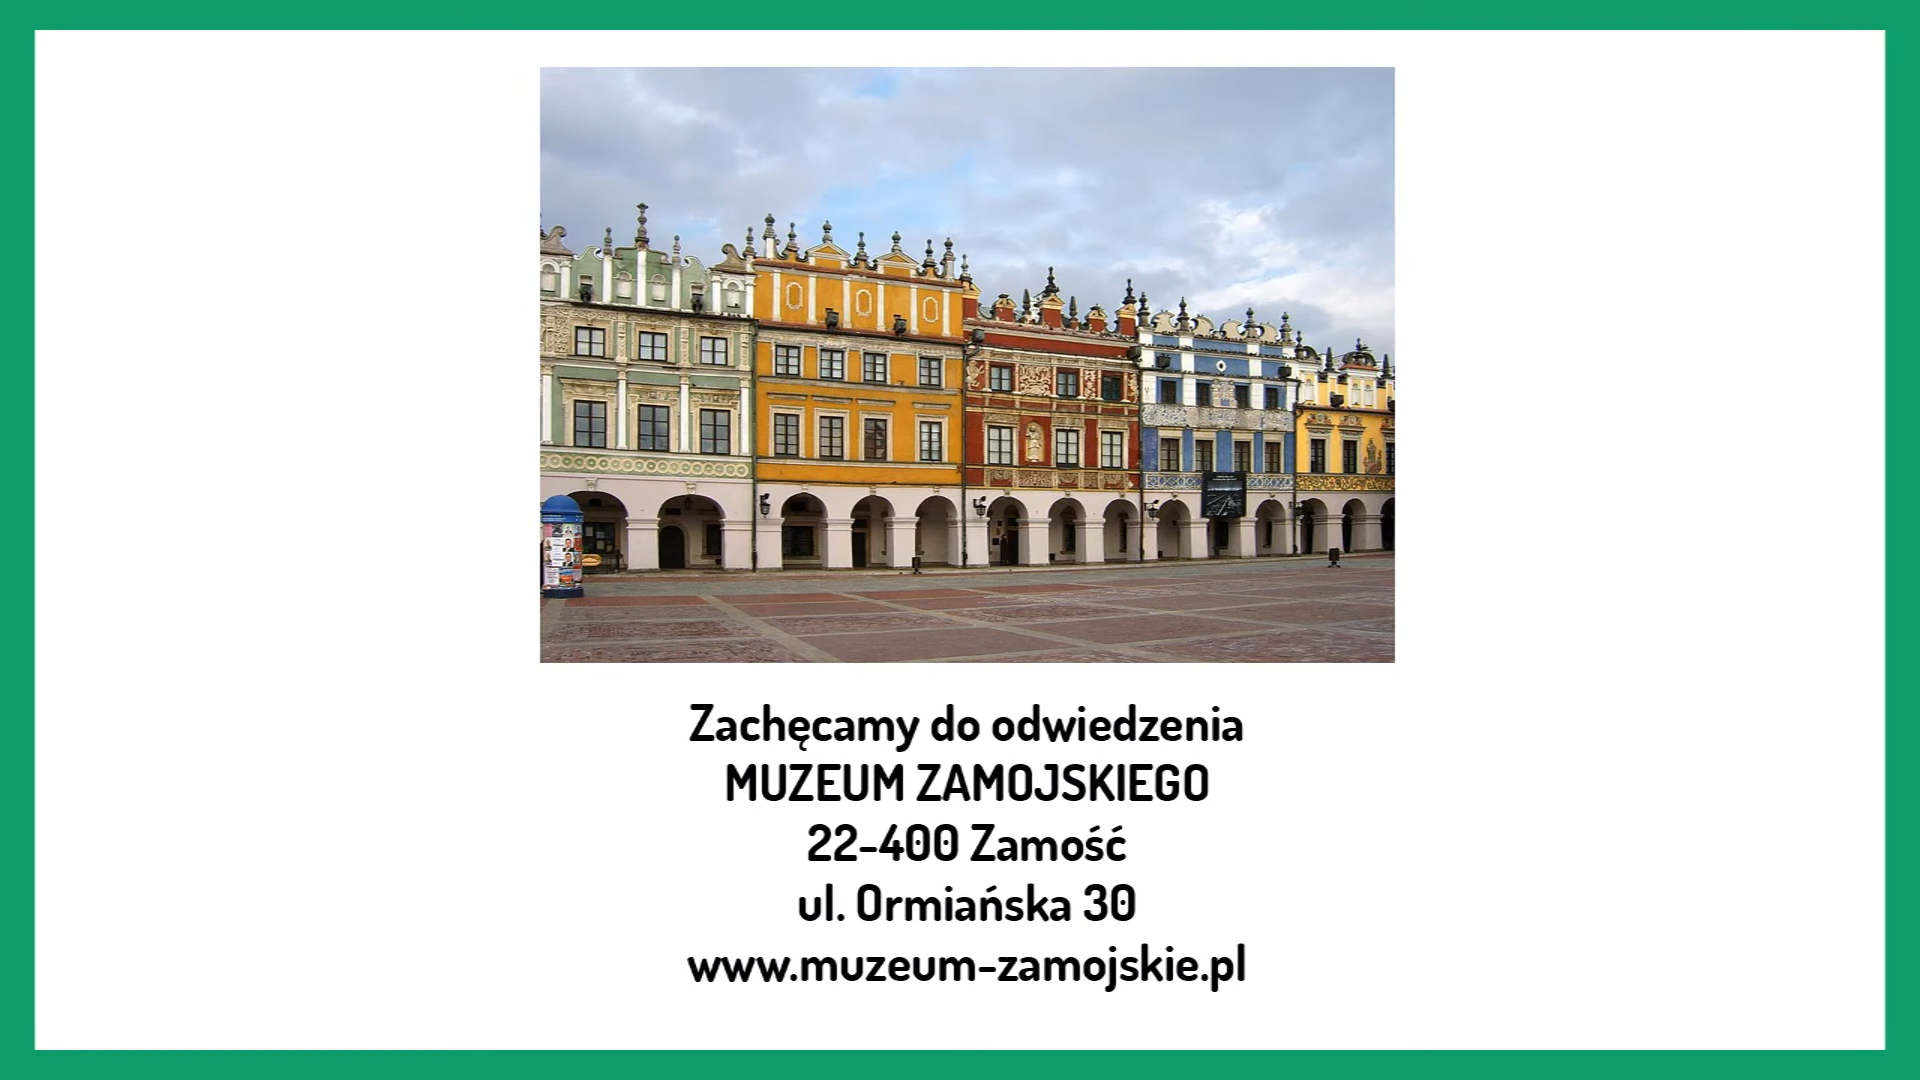 Zachęcamy do odwiedzenia
MUZEUM ZAMOJSKIEGO
22-400 Zamość
ul. Ormiańska 30
www.muzeum-zamojskie.pl